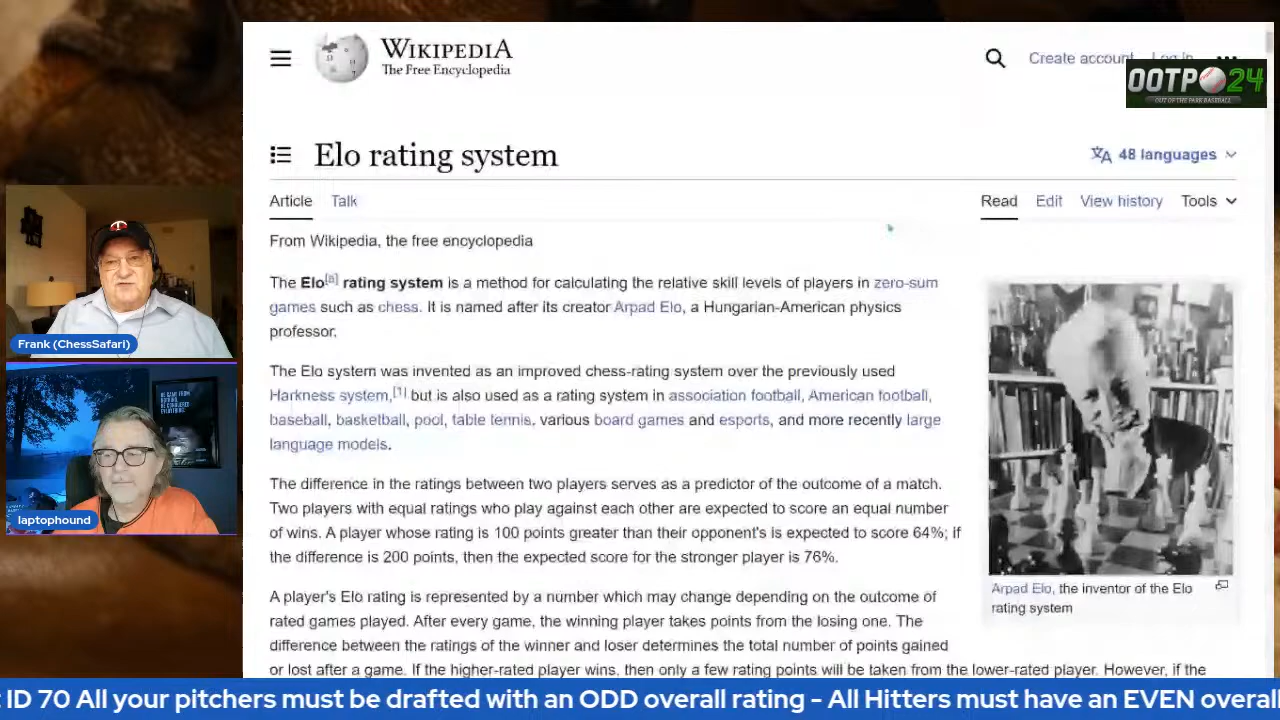 WIKIPEDIA
The Free Encyclopedia
Create account
Log in
OOTP 24
OUT OF THE PARK BASEBALL
Elo rating system
48 languages
Article Talk
Read Edit View history Tools
From Wikipedia, the free encyclopedia
The Elo[a] rating system is a method for calculating the relative skill levels of players in zero-sum
games such as chess. It is named after its creator Arpad Elo, a Hungarian-American physics
professor.
The Elo system was invented as an improved chess-rating system over the previously used
Harkness system,[1] but is also used as a rating system in association football, American football,
baseball, basketball, pool, table tennis, various board games and esports, and more recently large
language models.
The difference in the ratings between two players serves as a predictor of the outcome of a match.
Two players with equal ratings who play against each other are expected to score an equal number
of wins. A player whose rating is 100 points greater than their opponent's is expected to score 64%; if
the difference is 200 points, then the expected score for the stronger player is 76%.
A player's Elo rating is represented by a number which may change depending on the outcome of
rated games played. After every game, the winning player takes points from the losing one. The
difference between the ratings of the winner and loser determines the total number of points gained
or lost after a game. If the higher-rated player wins, then only a few rating points will be taken from the lower-rated player. However, if the
Arpad Elo, the inventor of the Elo
rating system
Frank (ChessSafari)
HE CAME FROM
NOTHING.
HE CONQUERED
EVERYTHING.
laptophound
ID 70 All your pitchers must be drafted with an ODD overall rating - All Hitters must have an EVEN overall